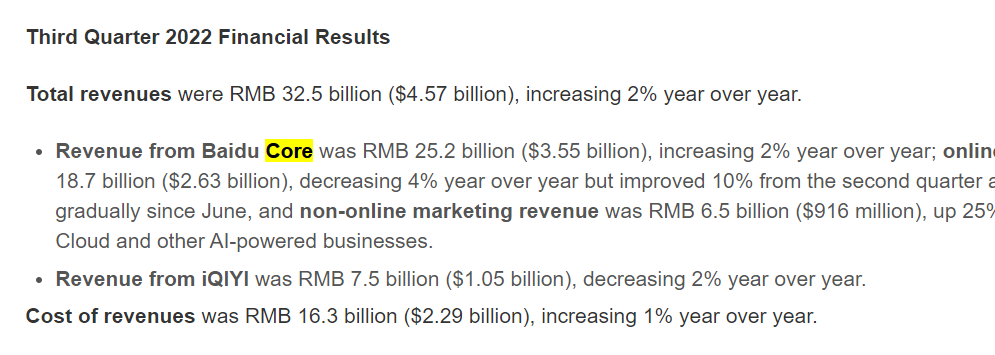 Third Quarter 2022 Financial Results
Total revenues were RMB 32.5 billion ($4.57 billion), increasing 2% year over year.
• Revenue from Baidu Core was RMB 25.2 billion ($3.55 billion), increasing 2% year over year;
18.7 billion ($2.63 billion), decreasing 4% year over year but improved 10% from the second quarter
gradually since June, and non-online marketing revenue was RMB 6.5 billion ($916 million), up 25%
Cloud and other AI-powered businesses.
• Revenue from iQIYI was RMB 7.5 billion ($1.05 billion), decreasing 2% year over year.
Cost of revenues was RMB 16.3 billion ($2.29 billion), increasing 1% year over year.